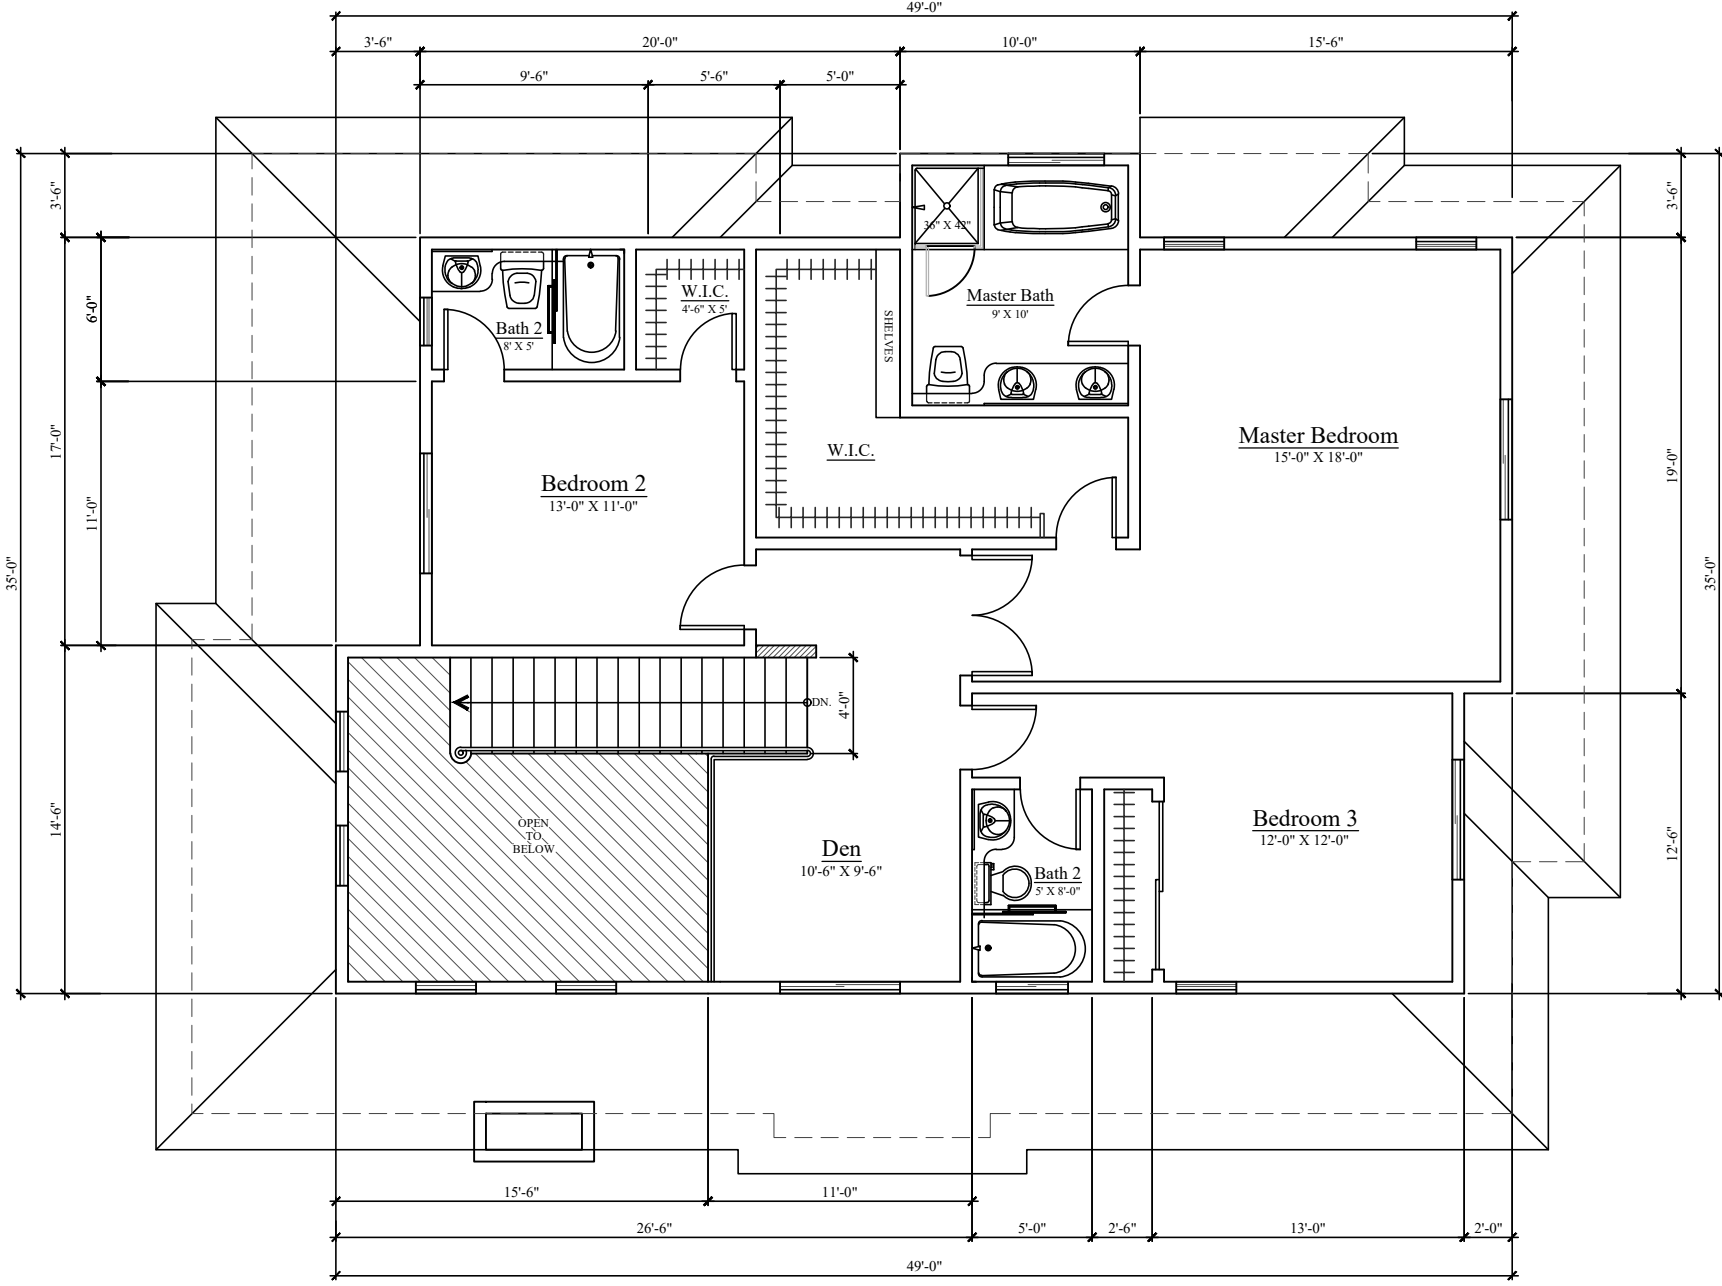 49'-0"
3'-6"
20'-0"
10'-0"
15'-6"
9'-6"
5'-6"
5'-0"
3'-6"
3'-6"
36" X 42"
6'-0"
W.I.C.
4'-6" X 5'
Master Bath
9' X 10'
Bath 2
8' X 5'
SHELVES
17'-0"
Master Bedroom
15'-0" X 18'-0"
W.I.C.
19'-0"
Bedroom 2
13'-0" X 11'-0"
11'-0"
35'-0"
35'-0"
DN.
4'-0"
14'-6"
OPEN
TO
BELOW
Den
10'-6" X 9'-6"
Bedroom 3
12'-0" X 12'-0"
12'-6"
Bath 2
5' X 8'-0"
15'-6"
11'-0"
26'-6"
5'-0"
2'-6"
13'-0"
2'-0"
49'-0"